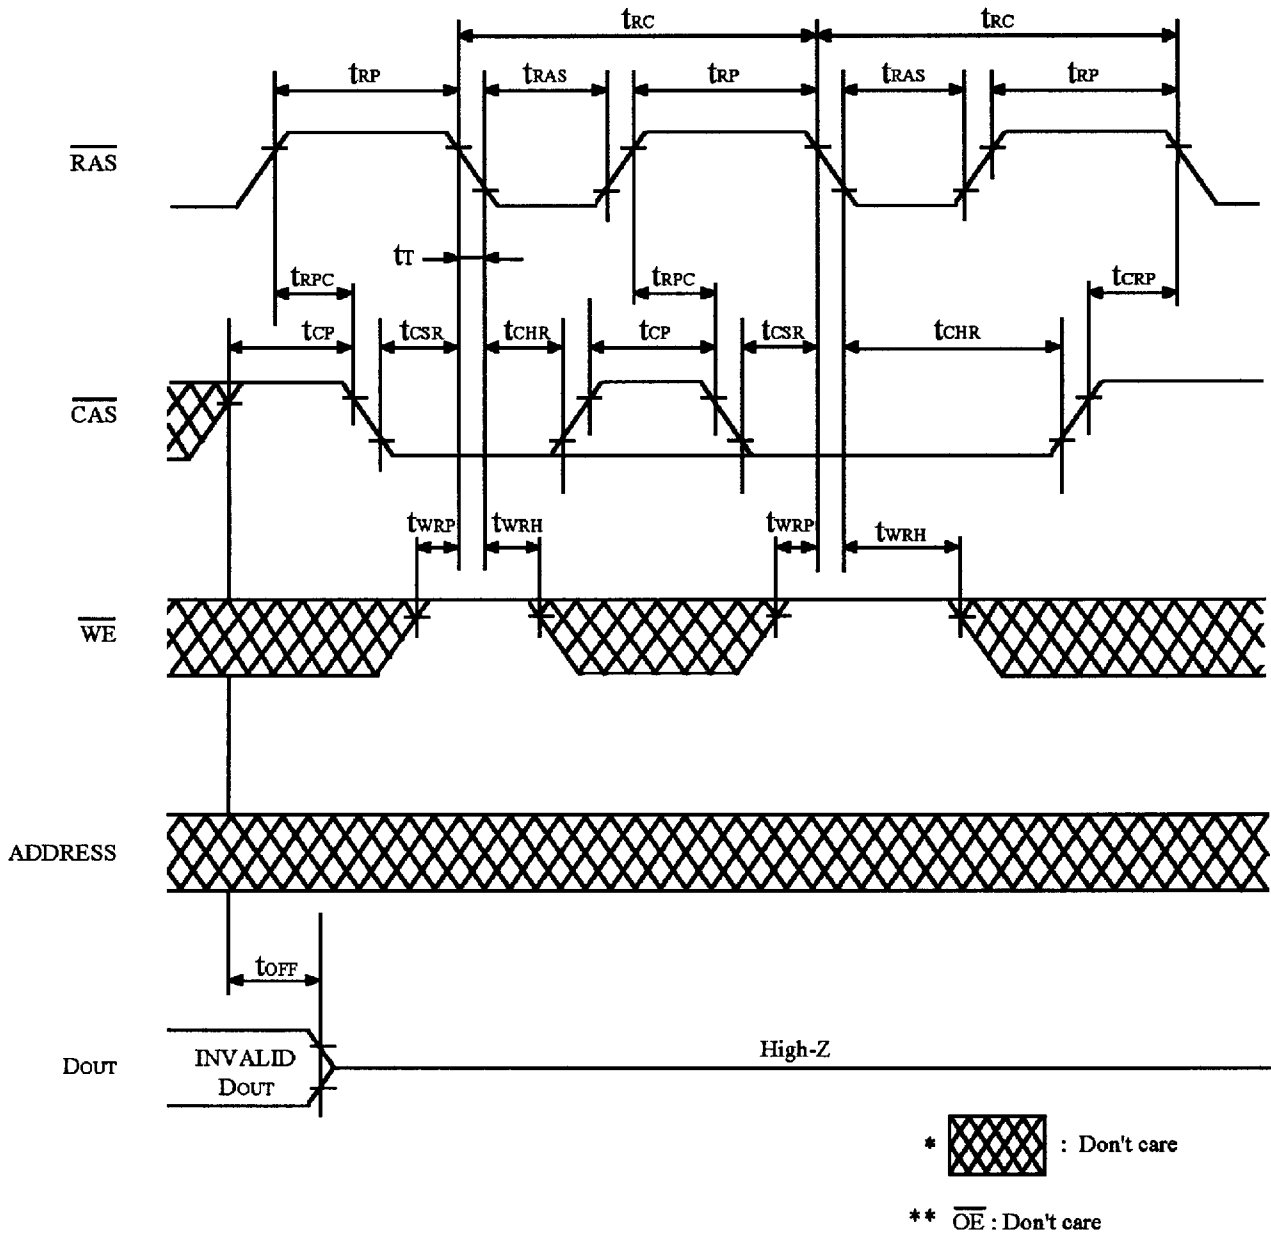 tRC tRC
tRP tRAS tRP tRAS tRP
RAS
tT
tRPC tRPC tCRP
tCP tCSR tCHR tCP tCSR tCHR
CAS
tWRP tWRH tWRP tWRH
WE
ADDRESS
tOFF
DOUT
INVALID
DOUT
High-Z
* : Don't care
** OE : Don't care